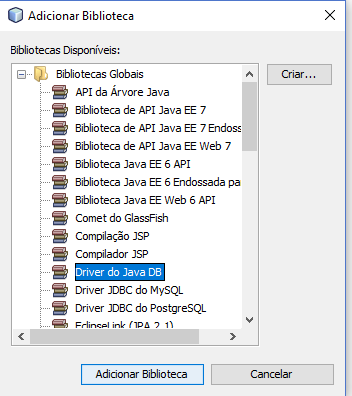 Adicionar Biblioteca
Bibliotecas Disponíveis:
Bibliotecas Globais
Criar...
API da Árvore Java
Biblioteca de API Java EE 7
Biblioteca de API Java EE 7 Endoss
Biblioteca de API Java EE Web 7
Biblioteca Java EE 6 API
Biblioteca Java EE 6 Endossada pa
Biblioteca Java EE Web 6 API
Comet do GlassFish
Compilação JSP
Compilador JSP
Driver do Java DB
Driver JDBC do MySQL
Driver JDBC do PostgreSQL
EclipseLink (JPA 2.1)
Adicionar Biblioteca
Cancelar